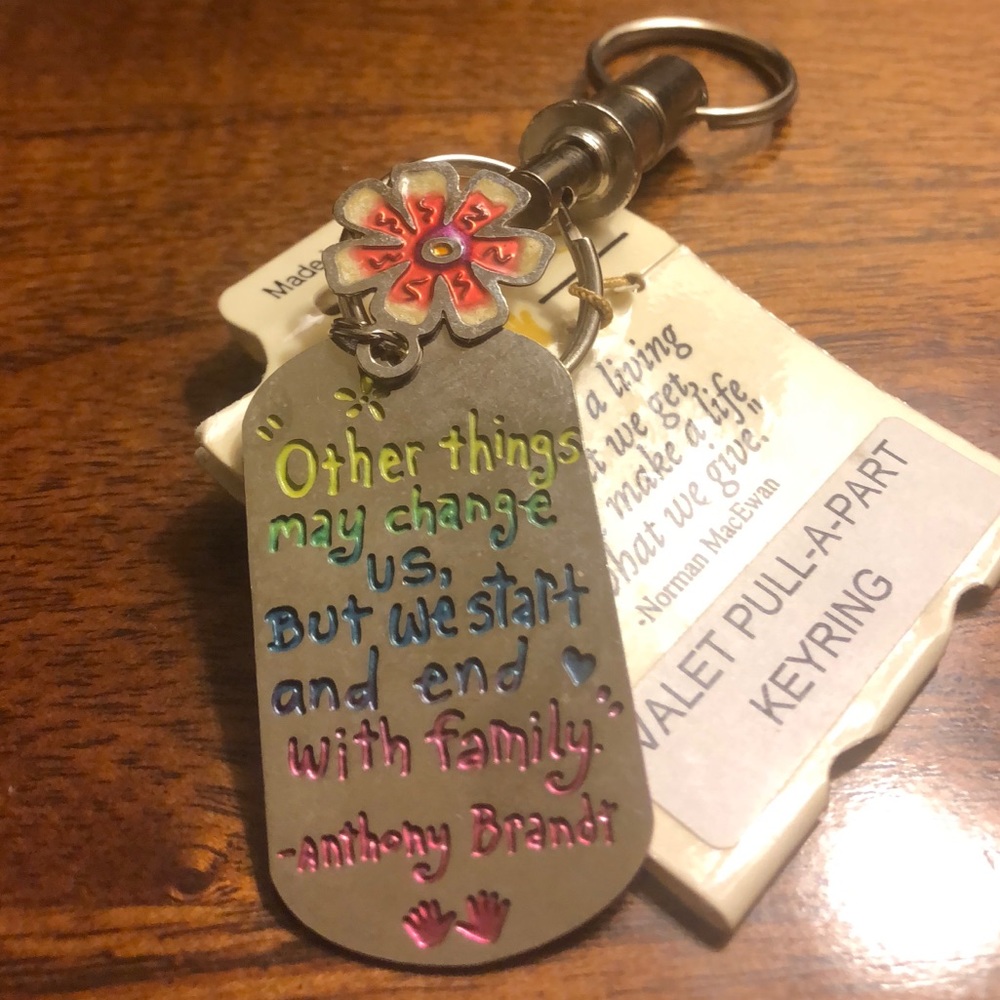 Made
"Other things
may change
us,
But we start
and end
with family."
-anthony Brandt
a living
we get,
make a life
what we give."
-Norman MacEwan
VALET PULL-A-PART
KEYRING